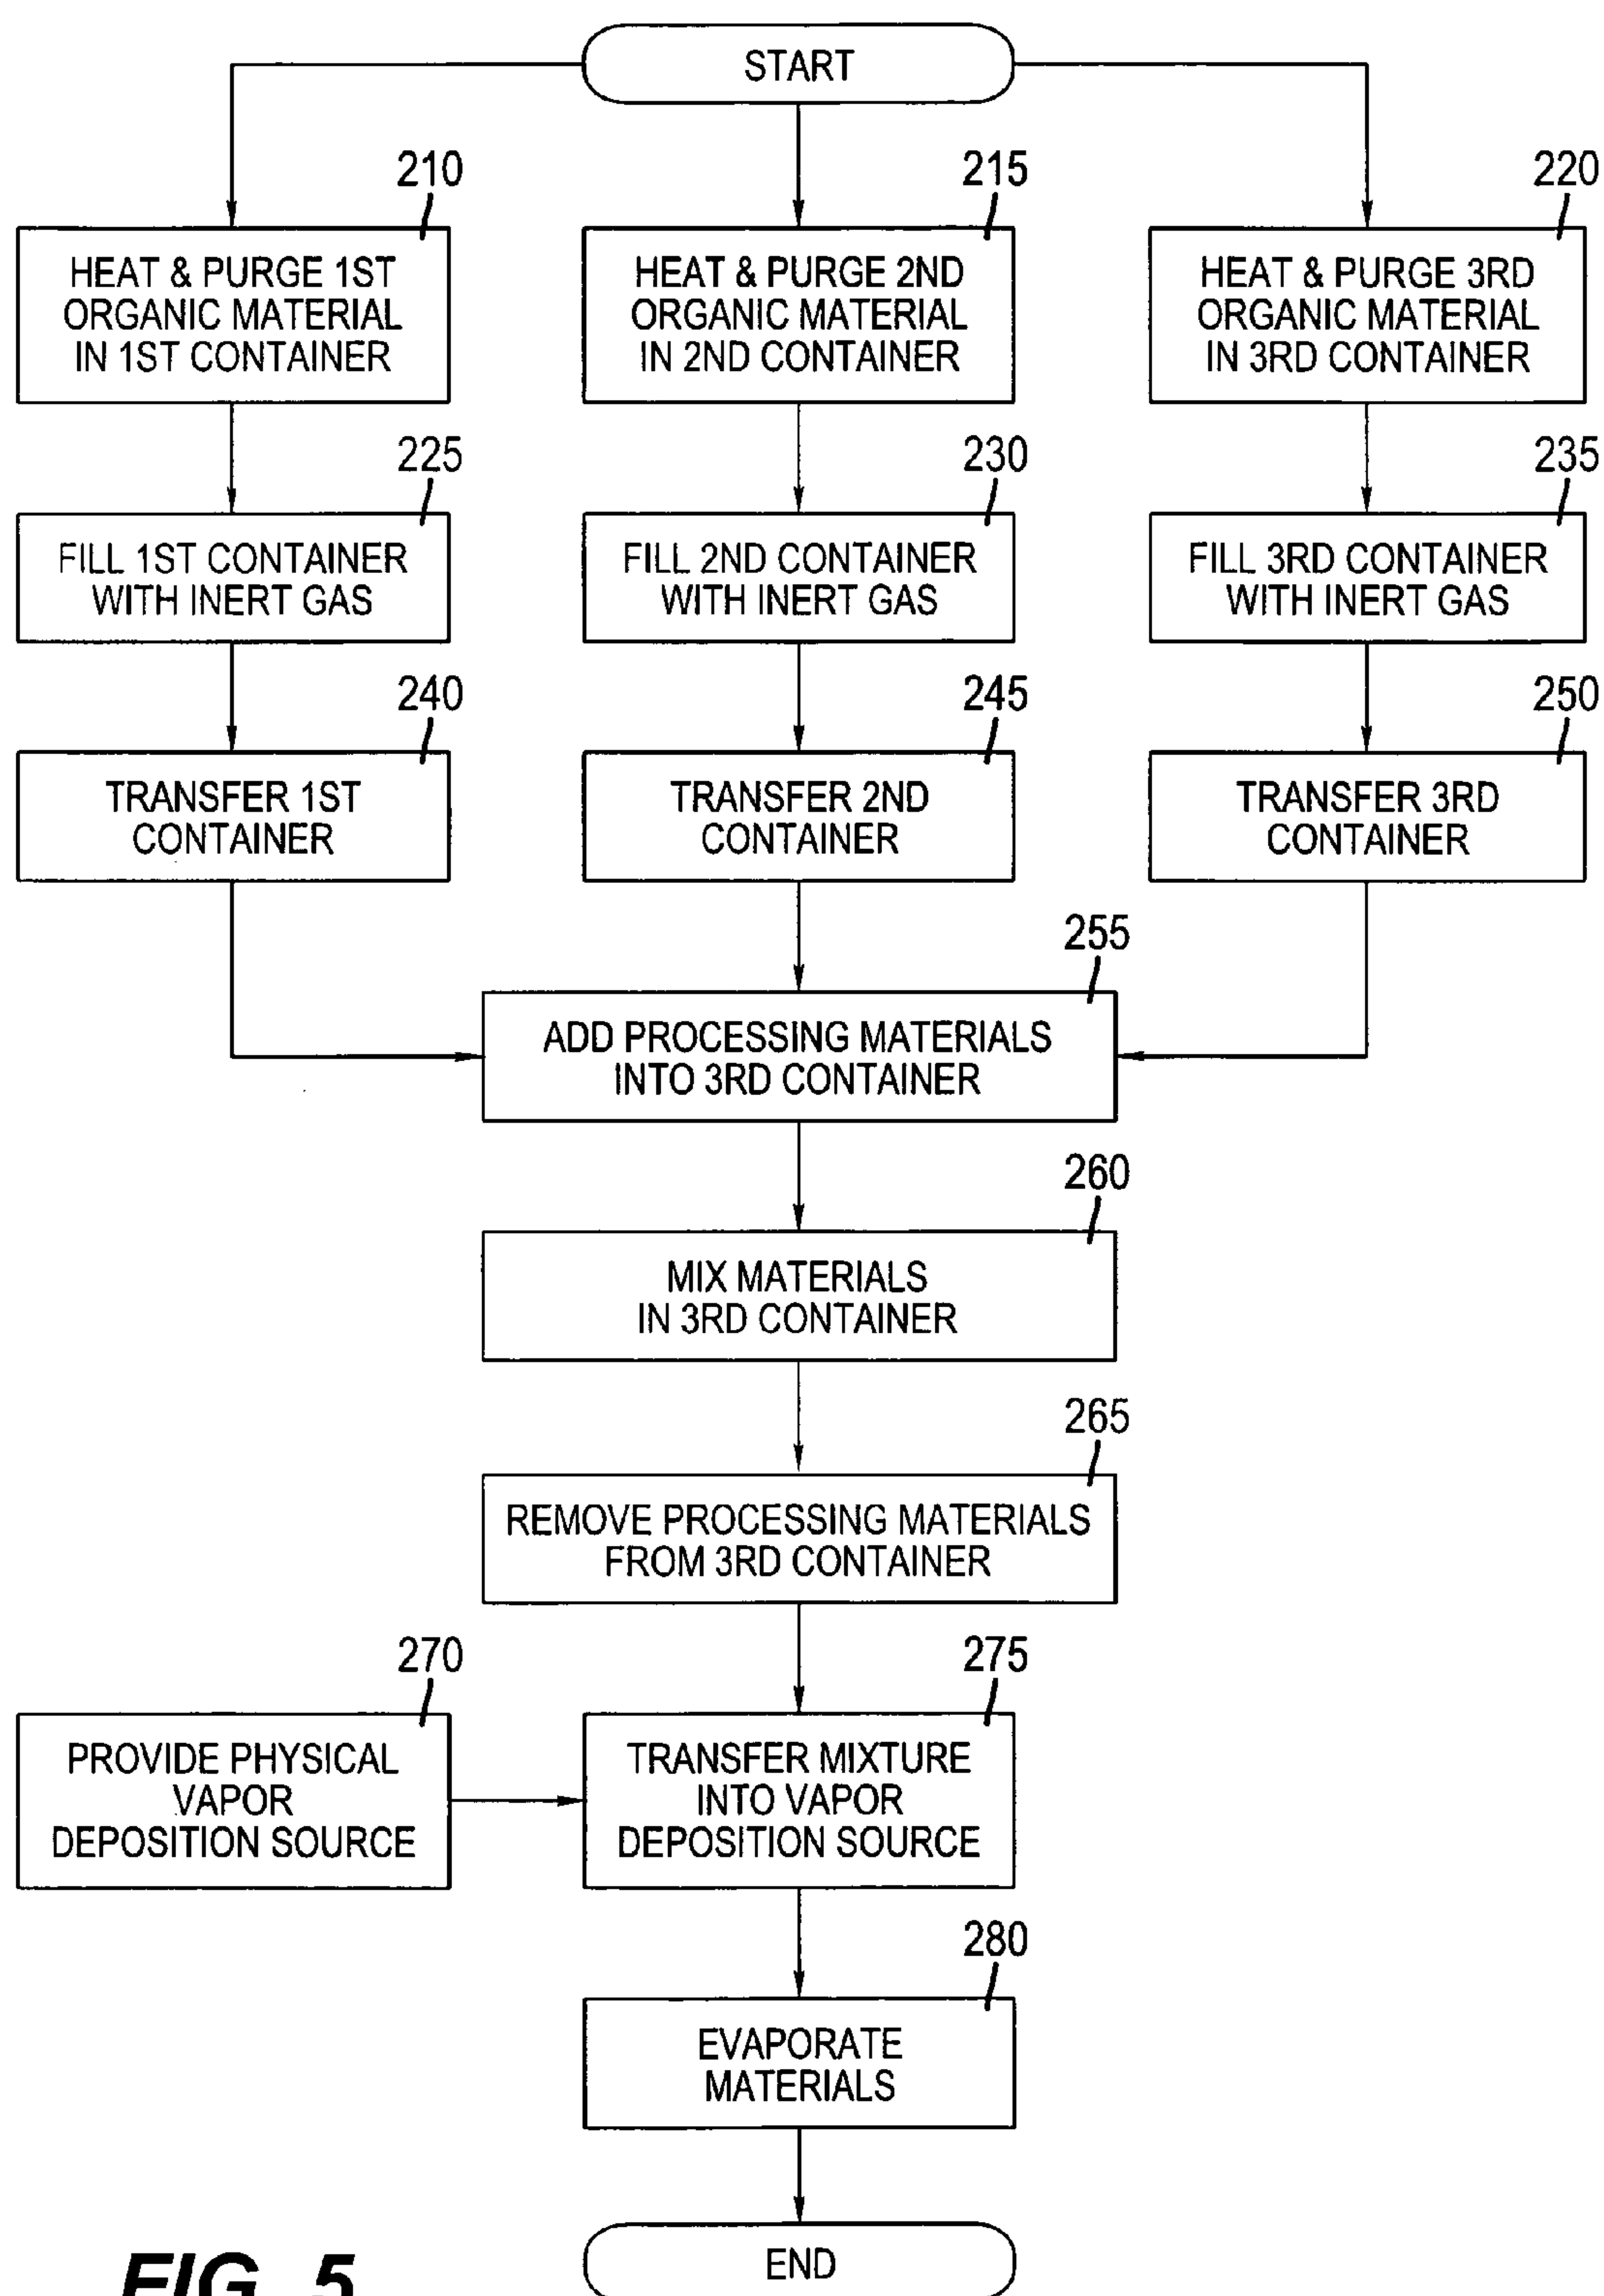 START
210
215
220
HEAT & PURGE 1ST
ORGANIC MATERIAL
IN 1ST CONTAINER
HEAT & PURGE 2ND
ORGANIC MATERIAL
IN 2ND CONTAINER
HEAT & PURGE 3RD
ORGANIC MATERIAL
IN 3RD CONTAINER
225
230
235
FILL 1ST CONTAINER
WITH INERT GAS
FILL 2ND CONTAINER
WITH INERT GAS
FILL 3RD CONTAINER
WITH INERT GAS
240
245
250
TRANSFER 1ST
CONTAINER
TRANSFER 2ND
CONTAINER
TRANSFER 3RD
CONTAINER
255
ADD PROCESSING MATERIALS
INTO 3RD CONTAINER
260
MIX MATERIALS
IN 3RD CONTAINER
265
REMOVE PROCESSING MATERIALS
FROM 3RD CONTAINER
270
275
PROVIDE PHYSICAL
VAPOR
DEPOSITION SOURCE
TRANSFER MIXTURE
INTO VAPOR
DEPOSITION SOURCE
280
EVAPORATE
MATERIALS
END
FIG. 5